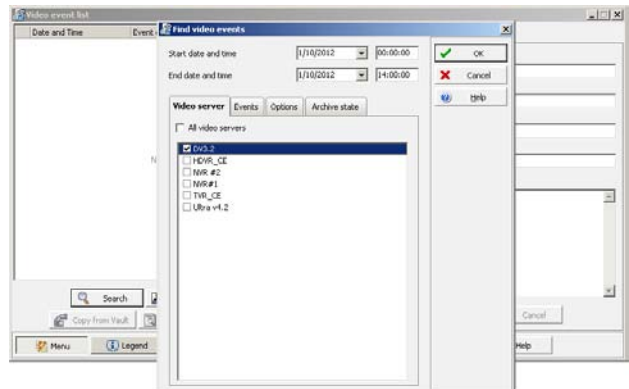 Video event list
Date and Time
Event
Find video events
Start date and time 1/10/2012 00:00:00
End date and time 1/10/2012 14:00:00
OK
Cancel
Help
Video server Events Options Archive state
All video servers
DV3.2
HDVR_CE
NVR #2
NVR#1
TVR_CE
Ultra v4.2
N
Search
Copy from Vault
Cancel
Menu Legend
Help